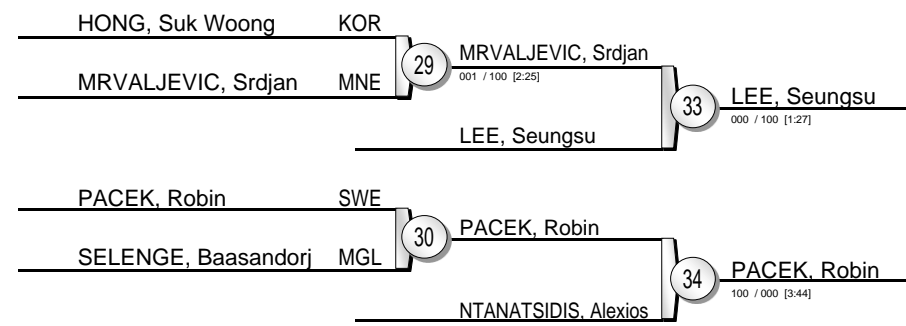 HONG, Suk Woong KOR
29
MRVALJEVIC, Srdjan
001 / 100 [2:25]
MRVALJEVIC, Srdjan MNE
33
LEE, Seungsu
000 / 100 [1:27]
LEE, Seungsu
PACEK, Robin SWE
30
PACEK, Robin
SELENGE, Baasandorj MGL
34
PACEK, Robin
100 / 000 [3:44]
NTANATSIDIS, Alexios